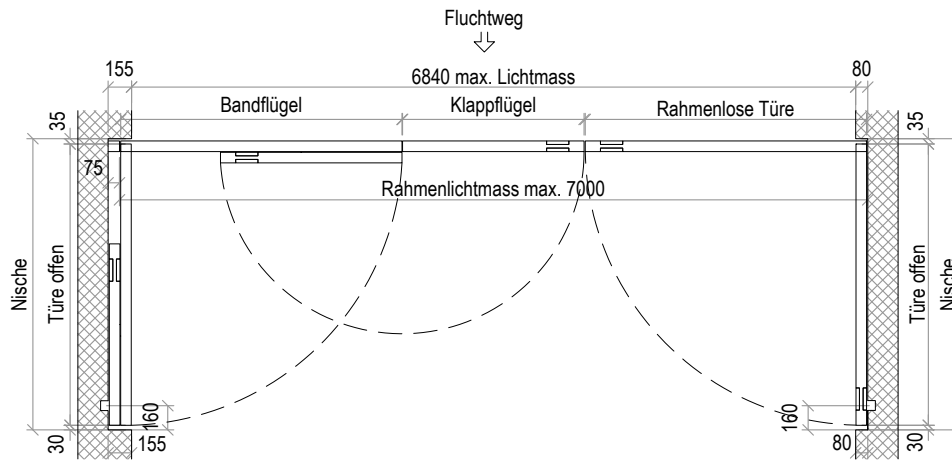 Fluchtweg
155
6840 max. Lichtmass
80
Bandflügel
Klappflügel
Rahmenlose Türe
35
35
75
Rahmenlichtmass max. 7000
Nische
Türe offen
Türe offen
Nische
160
160
30
155
80
30